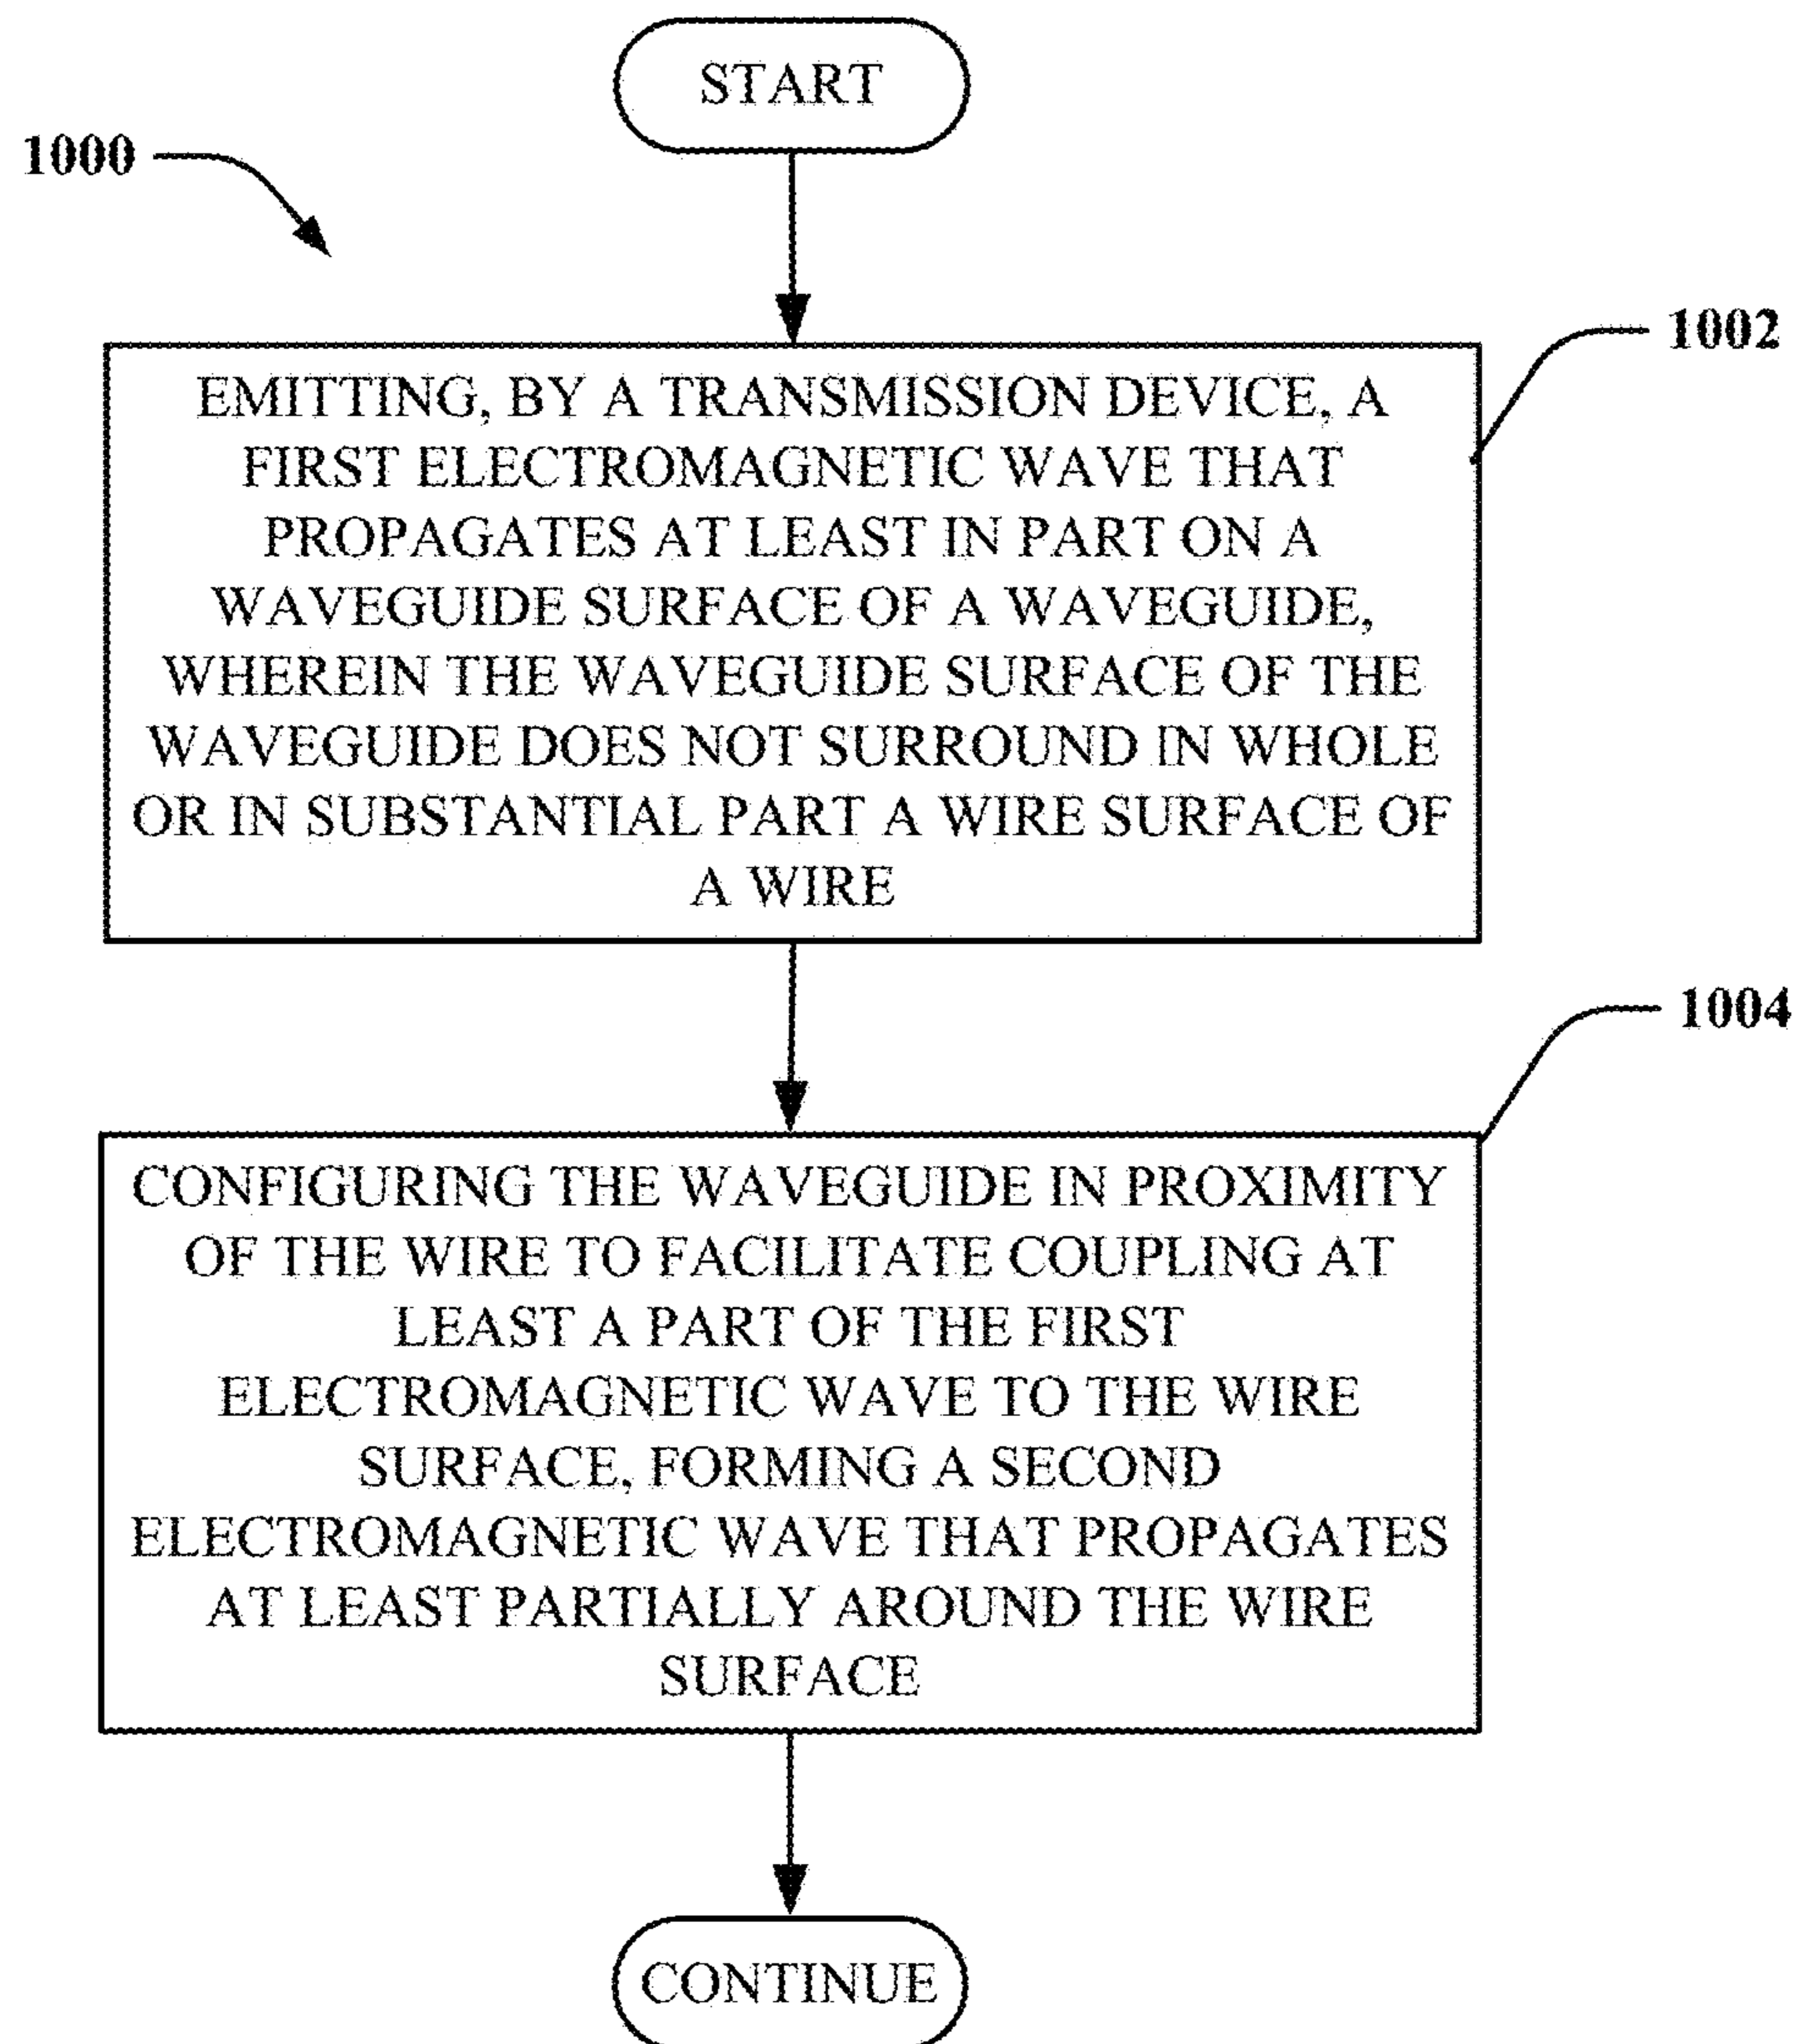 START
1000
1002
EMITTING, BY A TRANSMISSION DEVICE, A
FIRST ELECTROMAGNETIC WAVE THAT
PROPAGATES AT LEAST IN PART ON A
WAVEGUIDE SURFACE OF A WAVEGUIDE,
WHEREIN THE WAVEGUIDE SURFACE OF THE
WAVEGUIDE DOES NOT SURROUND IN WHOLE
OR IN SUBSTANTIAL PART A WIRE SURFACE OF
A WIRE
1004
CONFIGURING THE WAVEGUIDE IN PROXIMITY
OF THE WIRE TO FACILITATE COUPLING AT
LEAST A PART OF THE FIRST
ELECTROMAGNETIC WAVE TO THE WIRE
SURFACE, FORMING A SECOND
ELECTROMAGNETIC WAVE THAT PROPAGATES
AT LEAST PARTIALLY AROUND THE WIRE
SURFACE
CONTINUE